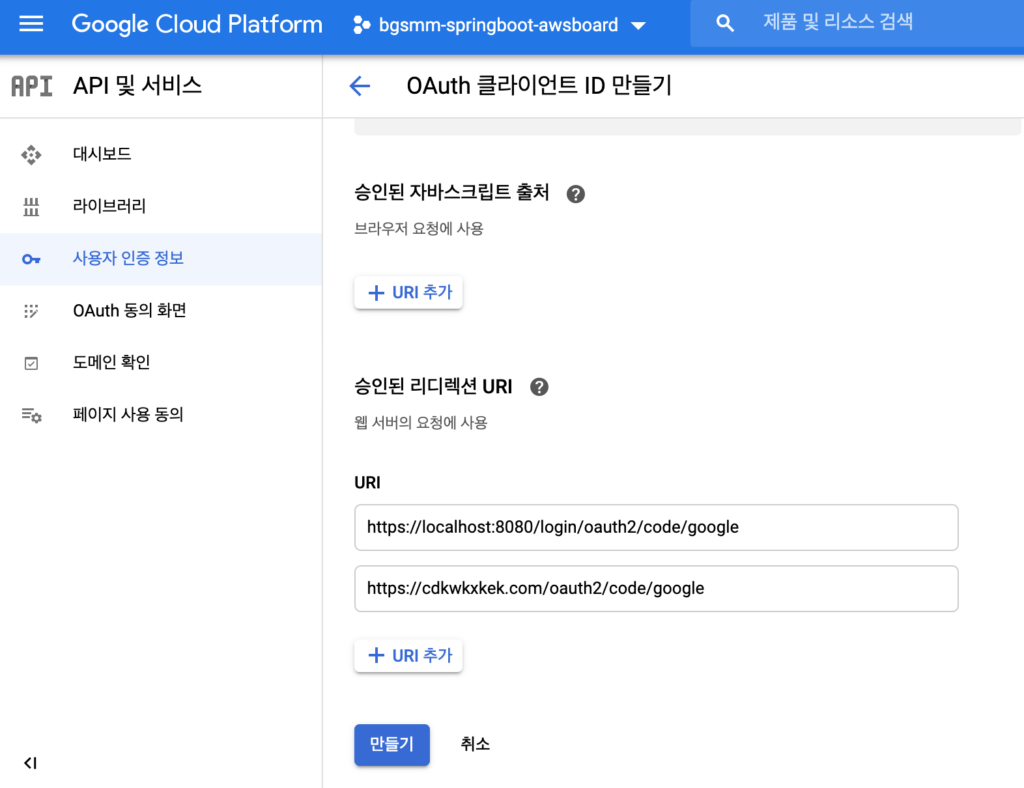 Google Cloud Platform
bgsmm-springboot-awsboard
제품 및 리소스 검색
API
API 및 서비스
OAuth 클라이언트 ID 만들기
대시보드
라이브러리
사용자 인증 정보
OAuth 동의 화면
도메인 확인
페이지 사용 동의
승인된 자바스크립트 출처
브라우저 요청에 사용
URI 추가
승인된 리디렉션 URI
웹 서버의 요청에 사용
URI
https://localhost:8080/login/oauth2/code/google
https://cdkwkxkek.com/oauth2/code/google
URI 추가
만들기
취소